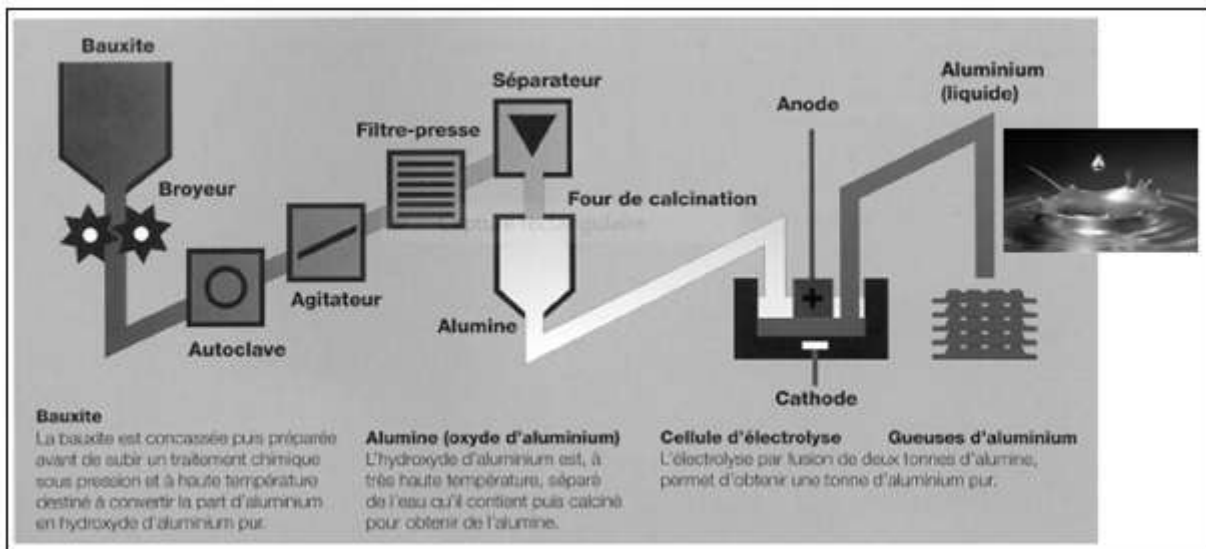 Bauxite
Séparateur
Aluminium
(liquide)
Anode
Filtre-presse
Broyeur
Four de calcination
Agitateur
Alumine
Autoclave
Cathode
Bauxite
La bauxite est concassée puis préparée
avant de subir un traitement chimique
sous pression et à haute température
destiné à convertir la part d'aluminium
en hydroxyde d'aluminium pur.
Alumine (oxyde d'aluminium)
L'hydroxyde d'aluminium est, à
très haute température, séparé
de l'eau qu'il contient puis calciné
pour obtenir de l'alumine.
Cellule d'électrolyse
Gueuses d'aluminium
L'électrolyse par fusion de deux tonnes d'alumine,
permet d'obtenir une tonne d'aluminium pur.